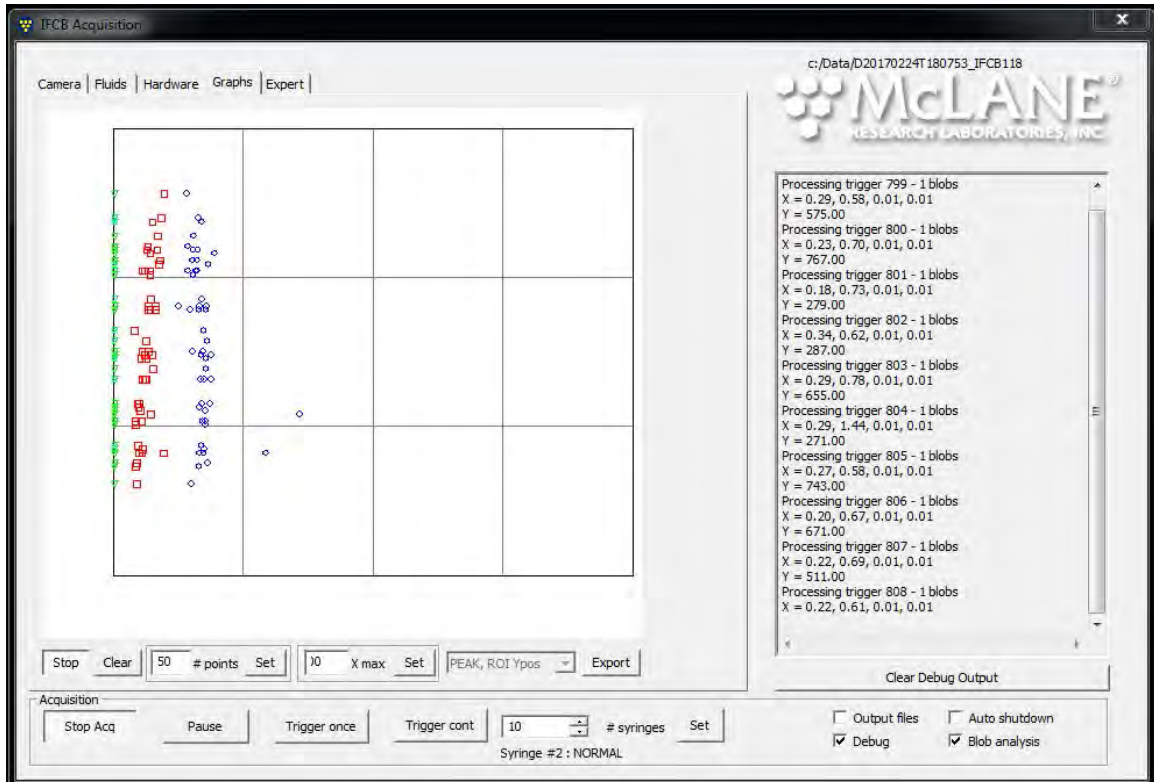 IFCB Acquisition
x
c:/Data/D20170224T180753_IFCB118
Camera Fluids Hardware Graphs Expert
McLANE®
RESEARCH LABORATORIES, INC
Processing trigger 799 - 1 blobs
X = 0.29, 0.58, 0.01, 0.01
Y = 575.00
Processing trigger 800 - 1 blobs
X = 0.23, 0.70, 0.01, 0.01
Y = 767.00
Processing trigger 801 - 1 blobs
X = 0.18, 0.73, 0.01, 0.01
Y = 279.00
Processing trigger 802 - 1 blobs
X = 0.34, 0.62, 0.01, 0.01
Y = 287.00
Processing trigger 803 - 1 blobs
X = 0.29, 0.78, 0.01, 0.01
Y = 655.00
Processing trigger 804 - 1 blobs
X = 0.29, 1.44, 0.01, 0.01
Y = 271.00
Processing trigger 805 - 1 blobs
X = 0.27, 0.58, 0.01, 0.01
Y = 743.00
Processing trigger 806 - 1 blobs
X = 0.20, 0.67, 0.01, 0.01
Y = 671.00
Processing trigger 807 - 1 blobs
X = 0.22, 0.69, 0.01, 0.01
Y = 511.00
Processing trigger 808 - 1 blobs
X = 0.22, 0.61, 0.01, 0.01
Stop Clear 50 # points Set X max Set PEAK, ROI Ypos Export
Clear Debug Output
Acquisition
Stop Acq Pause Trigger once Trigger cont 10 # syringes Set
Syringe #2 : NORMAL
Output files Auto shutdown
Debug Blob analysis